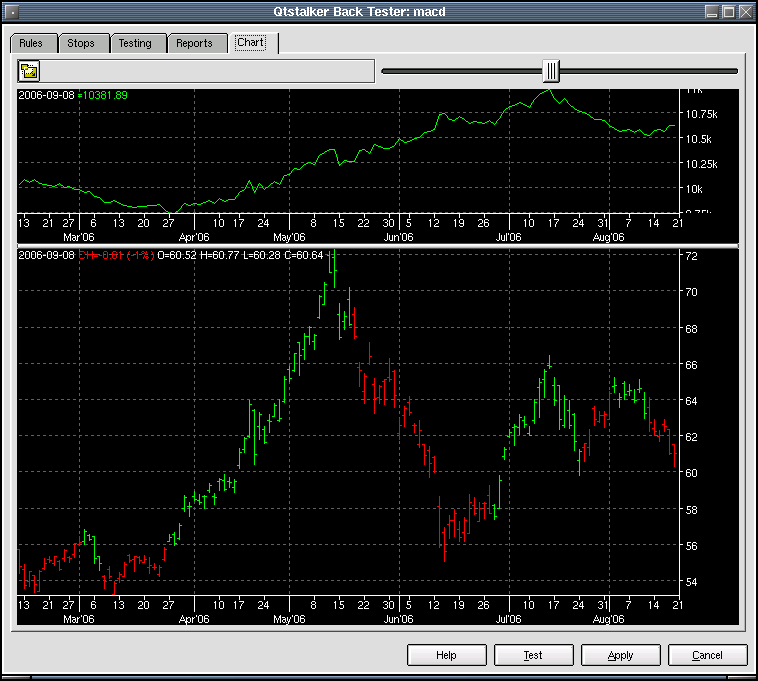 Qtstalker Back Tester: macd
Rules Stops Testing Reports Chart
2006-09-08 =10381.89
11k
10.75k
10.5k
10.25k
10k
9.75k
13 21 27 6 13 20 27 10 17 24 8 15 22 30 5 12 19 26 10 17 24 31 7 14 21
Mar'06 Apr'06 May'06 Jun'06 Jul'06 Aug'06
2006-09-08 CH=-0.61 (-1%) O=60.52 H=60.77 L=60.28 C=60.64
72
70
68
66
64
62
60
58
56
54
13 21 27 6 13 20 27 10 17 24 8 15 22 30 5 12 19 26 10 17 24 31 7 14 21
Mar'06 Apr'06 May'06 Jun'06 Jul'06 Aug'06
Help Test Apply Cancel